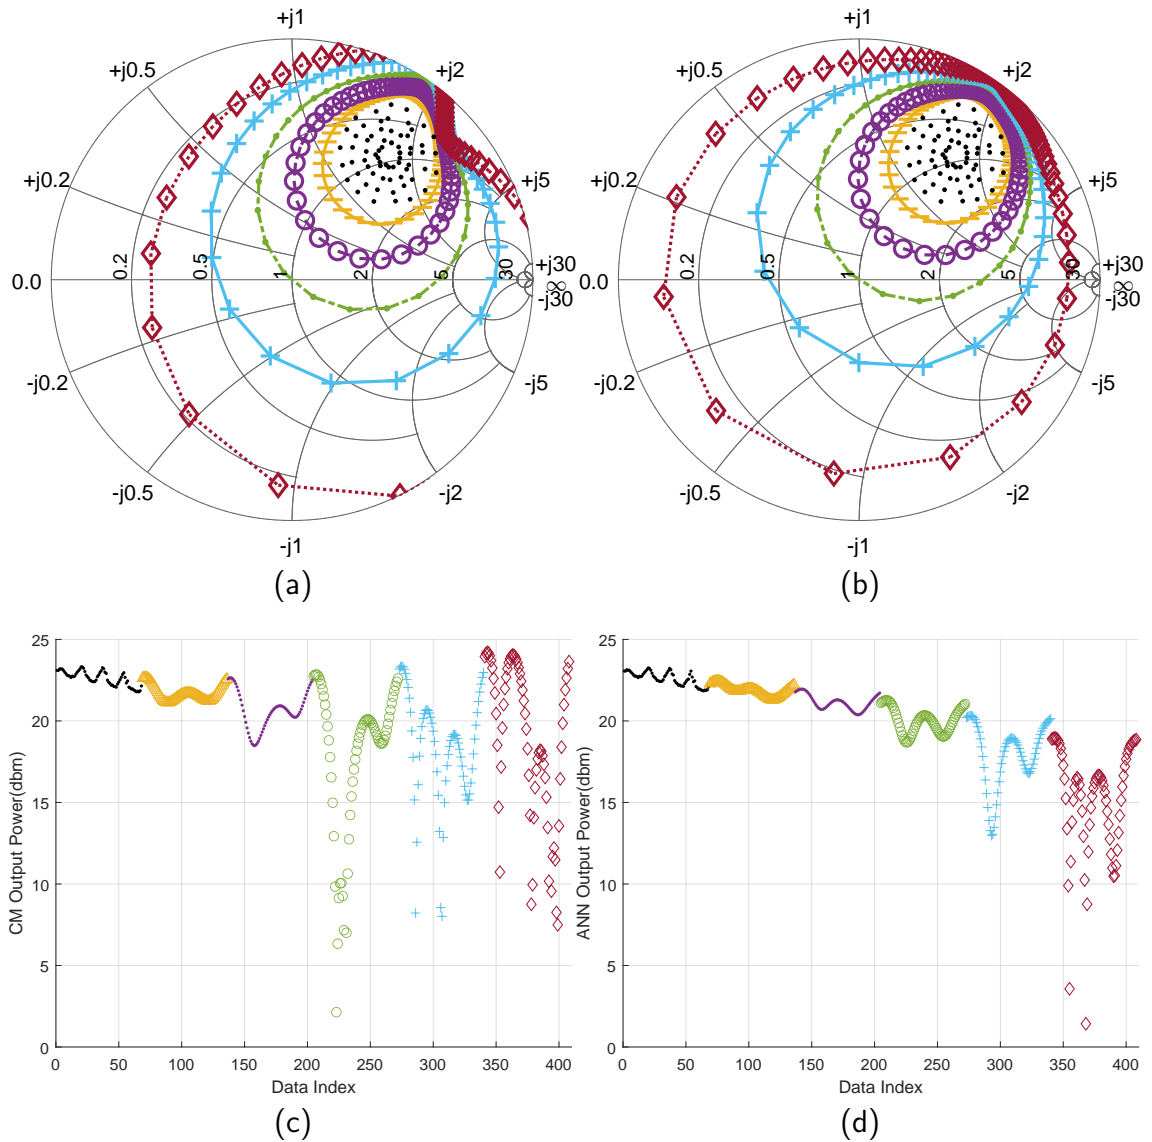 +j1
+j0.5
+j2
+j0.2
+j5
0.0
0.2
0.5
1
2
5
30
+j30
∞
-j30
-j0.2
-j5
-j0.5
-j2
-j1
(a)
+j1
+j0.5
+j2
+j0.2
+j5
0.0
0.2
0.5
1
2
5
30
+j30
∞
-j30
-j0.2
-j5
-j0.5
-j2
-j1
(b)
25
20
15
10
5
0
CM Output Power(dbm)
0 50 100 150 200 250 300 350 400
Data Index
(c)
25
20
15
10
5
0
ANN Output Power(dbm)
0 50 100 150 200 250 300 350 400
Data Index
(d)